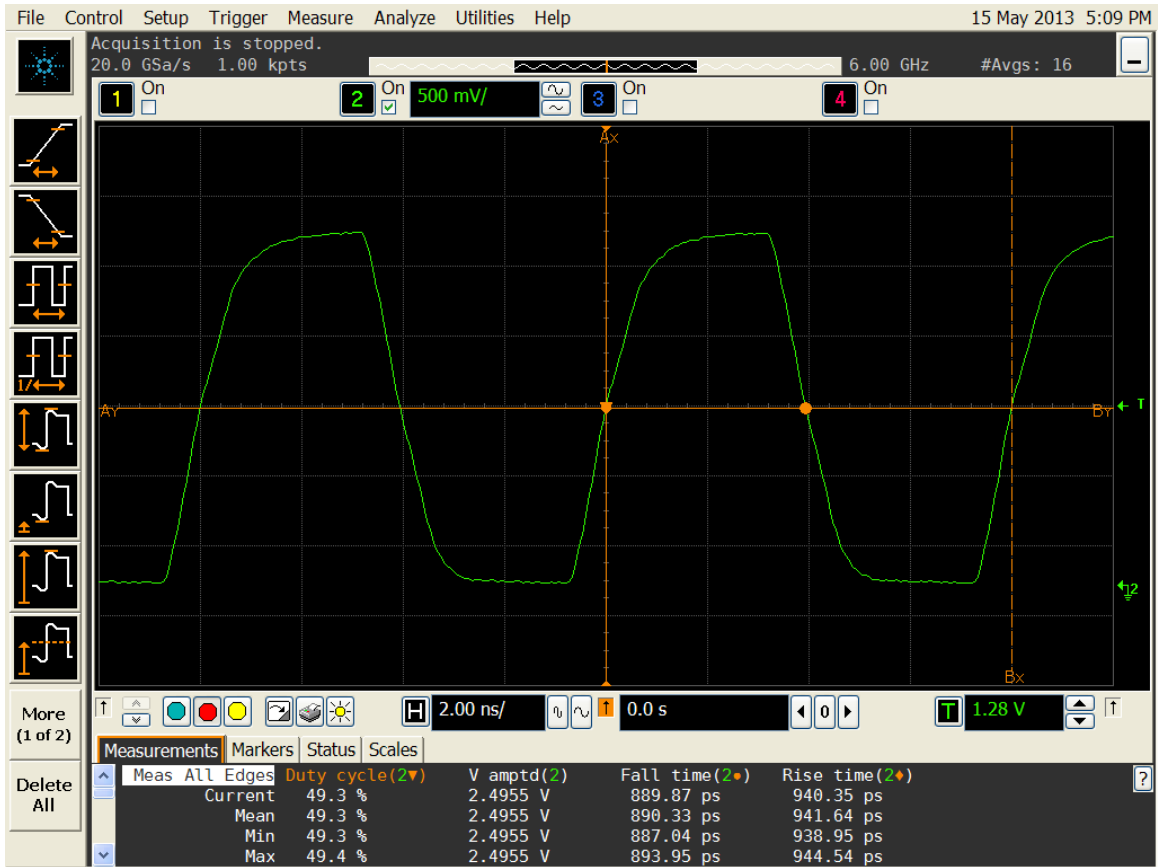 File Control Setup Trigger Measure Analyze Utilities Help 15 May 2013 5:09 PM
Acquisition is stopped.
20.0 GSa/s 1.00 kpts 6.00 GHz #Avgs: 16
1 On 2 On 500 mV/ 3 On 4 On
Ax
1/
AY BY T
2
Bx
More
(1 of 2)
Delete
All
H 2.00 ns/ 0.0 s 0 T 1.28 V
Measurements Markers Status Scales
Meas All Edges Duty cycle(2▼) V amptd(2) Fall time(2●) Rise time(2♦) ?
Current 49.3 % 2.4955 V 889.87 ps 940.35 ps
Mean 49.3 % 2.4955 V 890.33 ps 941.64 ps
Min 49.3 % 2.4955 V 887.04 ps 938.95 ps
Max 49.4 % 2.4955 V 893.95 ps 944.54 ps